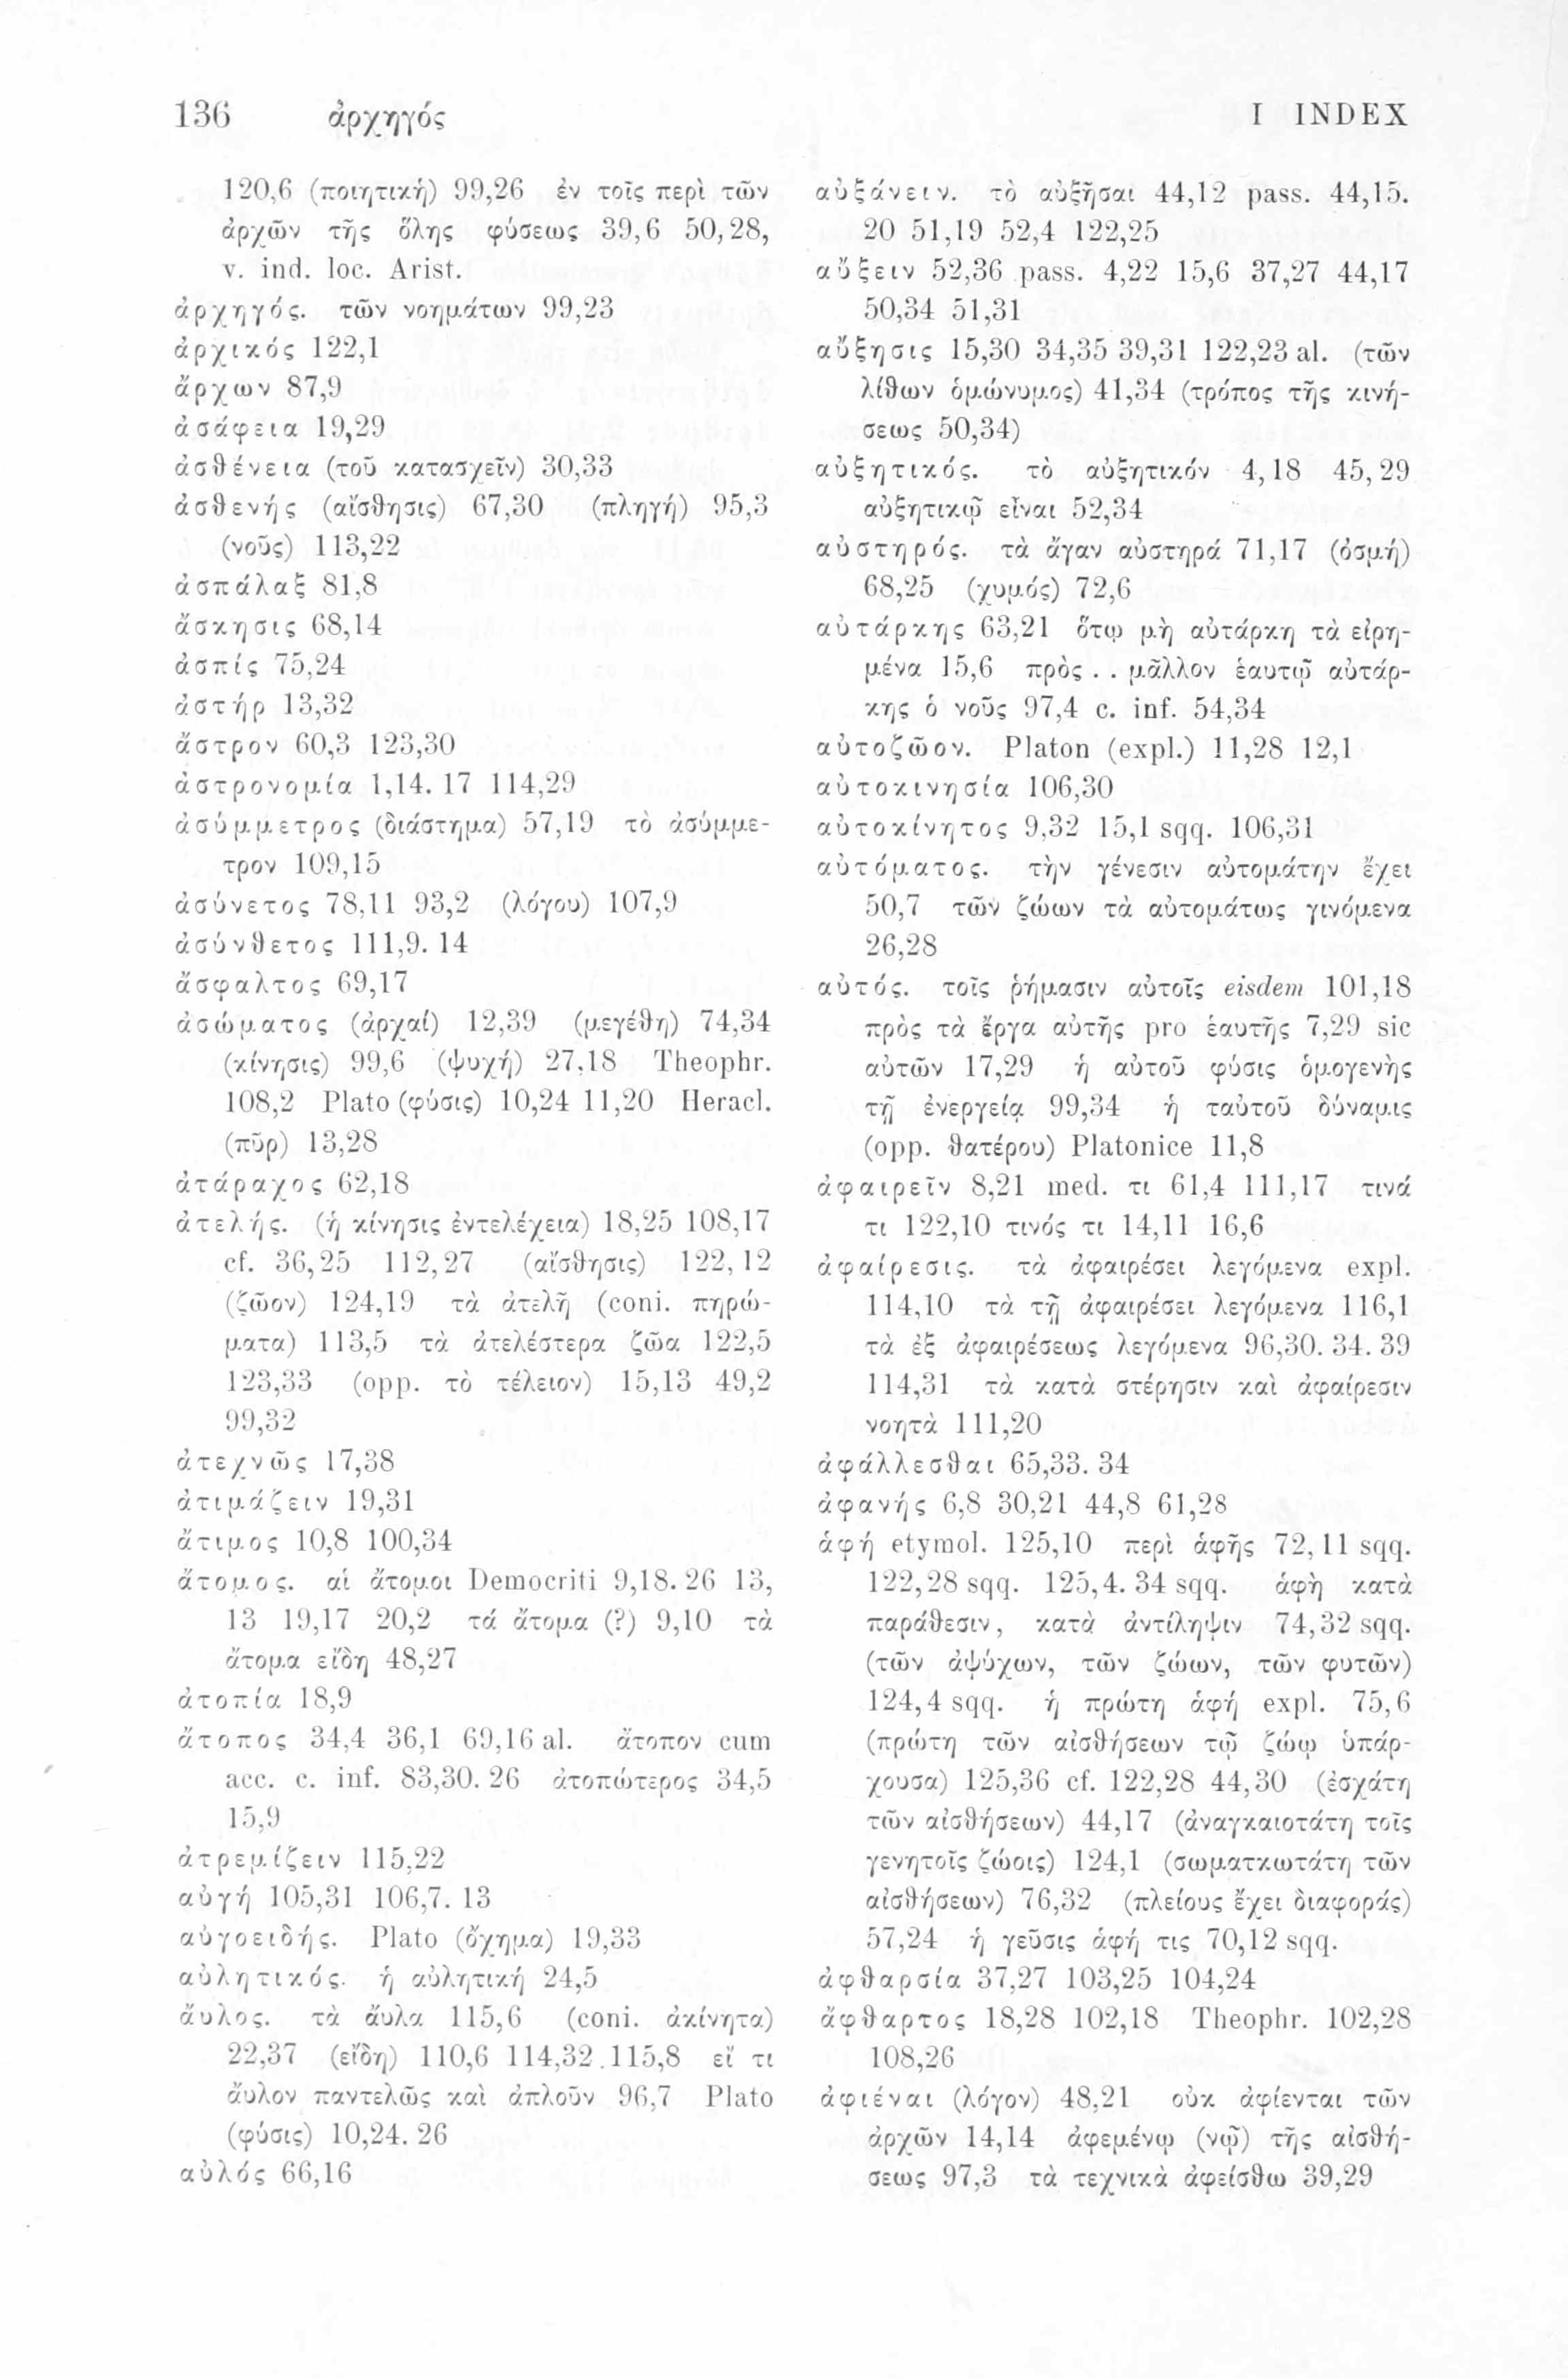 136 ἀρχηγός I INDEX
120,6 (ποιητική) 99,26 ἐν τοῖς περὶ τῶν
ἀρχῶν τῆς ὅλης φύσεως 39,6 50,28,
v. ind. loc. Arist.
ἀρχηγός. τῶν νοημάτων 99,23
ἀρχικός 122,1
ἄρχων 87,9
ἀσάφεια 19,29
ἀσθένεια (τοῦ κατασχεῖν) 30,33
ἀσθενής (αἴσθησις) 67,30 (πληγή) 95,3
(νοῦς) 113,22
ἀσπάλαξ 81,8
ἄσκησις 68,14
ἀσπίς 75,24
ἀστήρ 13,32
ἄστρον 60,3 123,30
ἀστρονομία 1,14. 17 114,29
ἀσύμμετρος (διάστημα) 57,19 τὸ ἀσύμμε-
τρον 109,15
ἀσύνετος 78,11 93,2 (λόγου) 107,9
ἀσύνθετος 111,9. 14
ἄσφαλτος 69,17
ἀσώματος (ἀρχαί) 12,39 (μεγέθη) 74,34
(κίνησις) 99,6 (ψυχή) 27,18 Theophr.
108,2 Plato (φύσις) 10,24 11,20 Heracl.
(πῦρ) 13,28
ἀτάραχος 62,18
ἀτελής. (ἡ κίνησις ἐντελέχεια) 18,25 108,17
cf. 36,25 112,27 (αἴσθησις) 122,12
(ζῶον) 124,19 τὰ ἀτελῆ (coni. πηρώ-
ματα) 113,5 τὰ ἀτελέστερα ζῶα 122,5
123,33 (opp. τὸ τέλειον) 15,13 49,2
99,32
ἀτεχνῶς 17,38
ἀτιμάζειν 19,31
ἄτιμος 10,8 100,34
ἄτομος. αἱ ἄτομοι Democriti 9,18. 26 13,
13 19,17 20,2 τά ἄτομα (?) 9,10 τὰ
ἄτομα εἴδη 48,27
ἀτοπία 18,9
ἄτοπος 34,4 36,1 69,16 al. ἄτοπον cum
acc. c. inf. 83,30. 26 ἀτοπώτερος 34,5
15,9
ἀτρεμίζειν 115,22
αὐγή 105,31 106,7. 13
αὐγοειδής. Plato (ὄχημα) 19,33
αὐλητικός. ἡ αὐλητική 24,5
ἄυλος. τὰ ἄυλα 115,6 (coni. ἀκίνητα)
22,37 (εἴδη) 110,6 114,32. 115,8 εἴ τι
ἄυλον παντελῶς καὶ ἁπλοῦν 96,7 Plato
(φύσις) 10,24. 26
αὐλός 66,16
αὐξάνειν. τὸ αὐξῆσαι 44,12 pass. 44,15.
20 51,19 52,4 122,25
αὔξειν 52,36 pass. 4,22 15,6 37,27 44,17
50,34 51,31
αὔξησις 15,30 34,35 39,31 122,23 al. (τῶν
λίθων ὁμώνυμος) 41,34 (τρόπος τῆς κινή-
σεως 50,34)
αὐξητικός. τὸ αὐξητικόν 4,18 45,29
αὐξητικῷ εἶναι 52,34
αὐστηρός. τὰ ἄγαν αὐστηρά 71,17 (ὀσμή)
68,25 (χυμός) 72,6
αὐτάρκης 63,21 ὅτῳ μὴ αὐτάρκη τὰ εἰρη-
μένα 15,6 πρὸς . . μᾶλλον ἑαυτῷ αὐτάρ-
κης ὁ νοῦς 97,4 c. inf. 54,34
αὐτοζῶον. Platon (expl.) 11,28 12,1
αὐτοκινησία 106,30
αὐτοκίνητος 9,32 15,1 sqq. 106,31
αὐτόματος. τὴν γένεσιν αὐτομάτην ἔχει
50,7 τῶν ζώων τὰ αὐτομάτως γινόμενα
26,28
αὐτός. τοῖς ῥήμασιν αὐτοῖς eisdem 101,18
πρὸς τὰ ἔργα αὐτῆς pro ἑαυτῆς 7,29 sic
αὐτῶν 17,29 ἡ αὐτοῦ φύσις ὁμογενὴς
τῇ ἐνεργείᾳ 99,34 ἡ ταὐτοῦ δύναμις
(opp. θατέρου) Platonice 11,8
ἀφαιρεῖν 8,21 med. τι 61,4 111,17 τινά
τι 122,10 τινός τι 14,11 16,6
ἀφαίρεσις. τὰ ἀφαιρέσει λεγόμενα expl.
114,10 τὰ τῇ ἀφαιρέσει λεγόμενα 116,1
τὰ ἐξ ἀφαιρέσεως λεγόμενα 96,30. 34. 39
114,31 τὰ κατὰ στέρησιν καὶ ἀφαίρεσιν
νοητὰ 111,20
ἀφάλλεσθαι 65,33. 34
ἀφανής 6,8 30,21 44,8 61,28
ἁφή etymol. 125,10 περὶ ἁφῆς 72,11 sqq.
122,28 sqq. 125,4. 34 sqq. ἁφὴ κατὰ
παράθεσιν, κατὰ ἀντίληψιν 74,32 sqq.
(τῶν ἀψύχων, τῶν ζώων, τῶν φυτῶν)
124,4 sqq. ἡ πρώτη ἁφή expl. 75,6
(πρώτη τῶν αἰσθήσεων τῷ ζώῳ ὑπάρ-
χουσα) 125,36 cf. 122,28 44,30 (ἐσχάτη
τῶν αἰσθήσεων) 44,17 (ἀναγκαιοτάτη τοῖς
γενητοῖς ζώοις) 124,1 (σωματκωτάτη τῶν
αἰσθήσεων) 76,32 (πλείους ἔχει διαφοράς)
57,24 ἡ γεῦσις ἁφή τις 70,12 sqq.
ἀφθαρσία 37,27 103,25 104,24
ἄφθαρτος 18,28 102,18 Theophr. 102,28
108,26
ἀφιέναι (λόγον) 48,21 οὐκ ἀφίενται τῶν
ἀρχῶν 14,14 ἀφεμένῳ (νῷ) τῆς αἰσθή-
σεως 97,3 τὰ τεχνικὰ ἀφείσθω 39,29